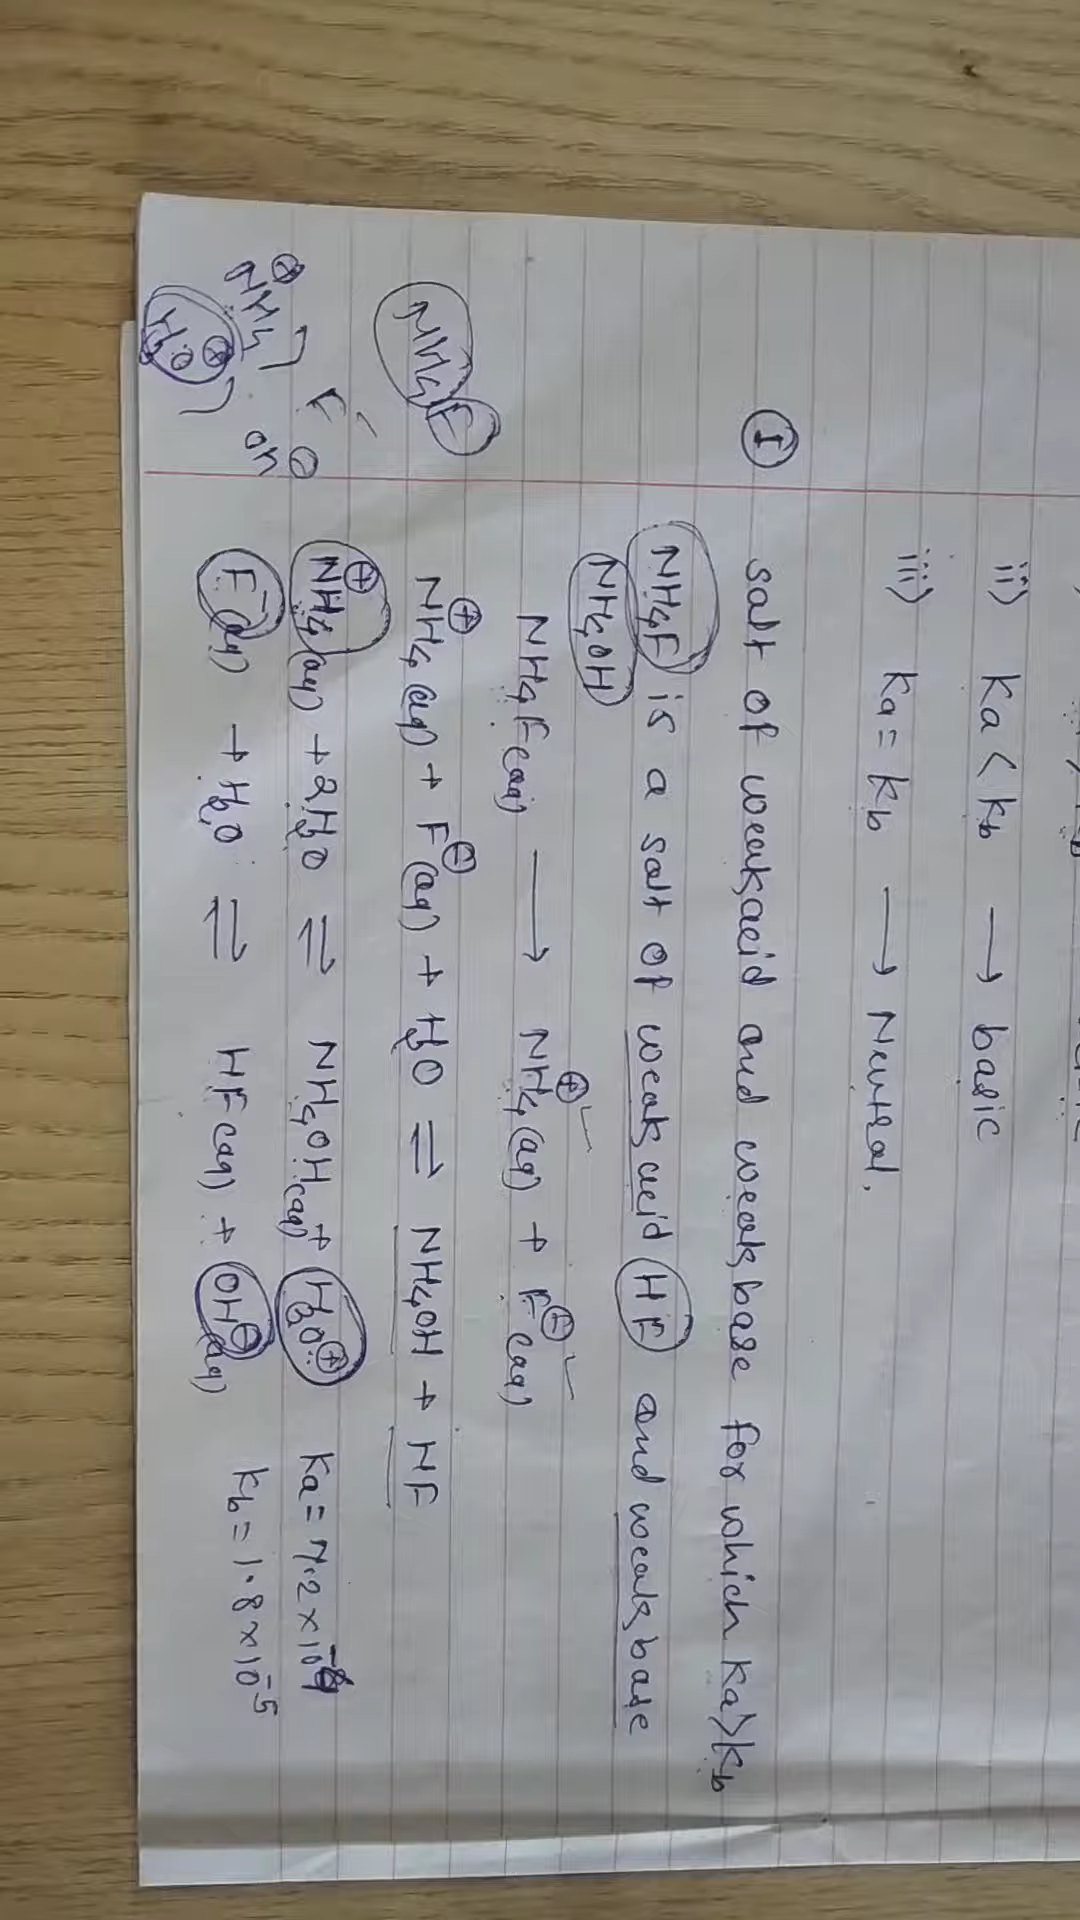 ii) Ka < Kb → basic
iii) Ka = Kb → Neutral.
① salt of weak acid and weak base for which Ka > Kb
NH₄F is a salt of weak acid HF and weak base
NH₄OH
NH₄F(aq) → NH₄⊕(aq) + F⊖(aq)
NH₄F
NH₄⊕(aq) + F⊖(aq) + H₂O ⇌ NH₄OH + HF
NH₄⊕(aq) + 2H₂O ⇌ NH₄OH(aq) + H₃O⊕ Ka = 7.2 × 10
F⁻(aq) + H₂O ⇌ HF(aq) + OH⊖(aq) Kb = 1.8 × 10⁻⁵
NH₄⊕ F⁻
H₃O⊕ OH⊖